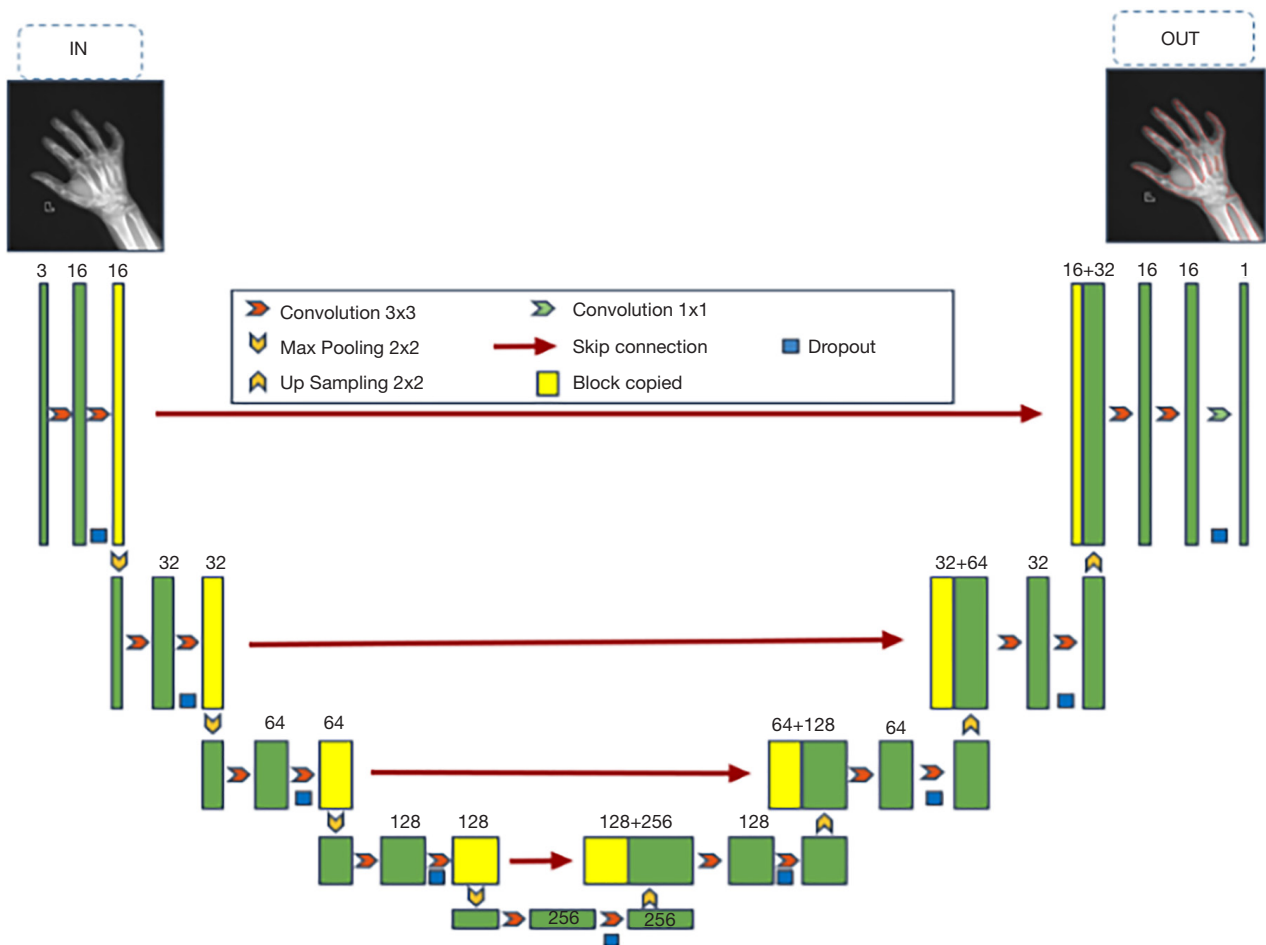 IN
OUT
3 16 16
16+32 16 16 1
Convolution 3x3
Convolution 1x1
Max Pooling 2x2
Skip connection
Dropout
Up Sampling 2x2
Block copied
32 32
32+64 32
64 64
64+128 64
128 128
128+256 128
256 256
L
L